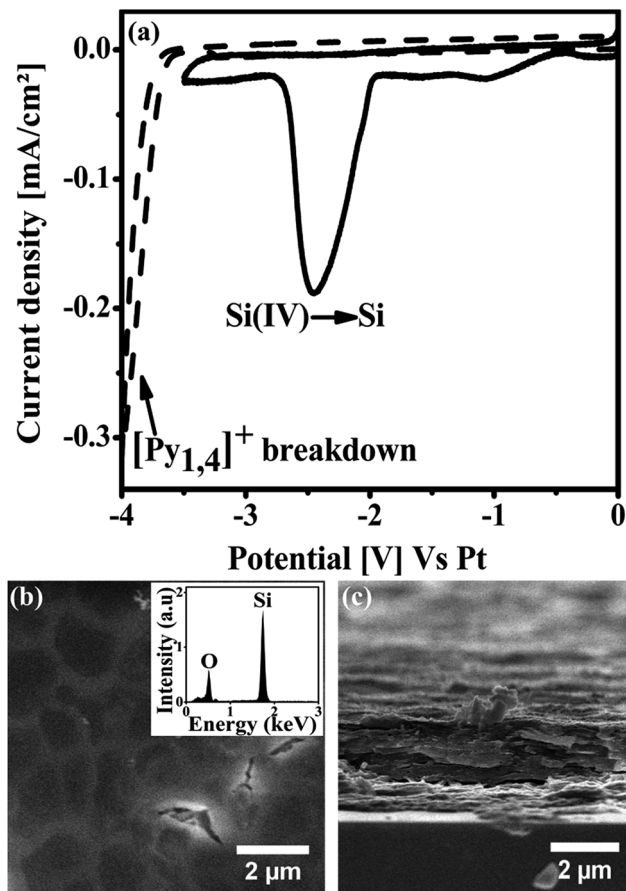 (a)
0.0
-0.1
-0.2
-0.3
Current density [mA/cm²]
Si(IV)→Si
[Py1,4]+ breakdown
-4 -3 -2 -1 0
Potential [V] Vs Pt
(b)
2
1
0
Intensity (a.u)
Si
O
0 1 2 3
Energy (keV)
2 µm
(c)
2 µm